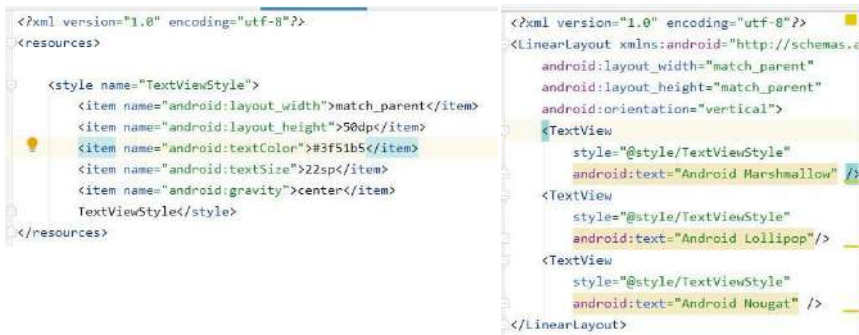 <?xml version="1.0" encoding="utf-8"?>
<resources>
<style name="TextViewStyle">
<item name="android:layout_width">match_parent</item>
<item name="android:layout_height">50dp</item>
<item name="android:textColor">#3f51b5</item>
<item name="android:textSize">22sp</item>
<item name="android:gravity">center</item>
TextViewStyle</style>
</resources>
<?xml version="1.0" encoding="utf-8"?>
<LinearLayout xmlns:android="http://schemas.a
android:layout_width="match_parent"
android:layout_height="match_parent"
android:orientation="vertical">
<TextView
style="@style/TextViewStyle"
android:text="Android Marshmallow" />
<TextView
style="@style/TextViewStyle"
android:text="Android Lollipop"/>
<TextView
style="@style/TextViewStyle"
android:text="Android Nougat" />
</LinearLayout>